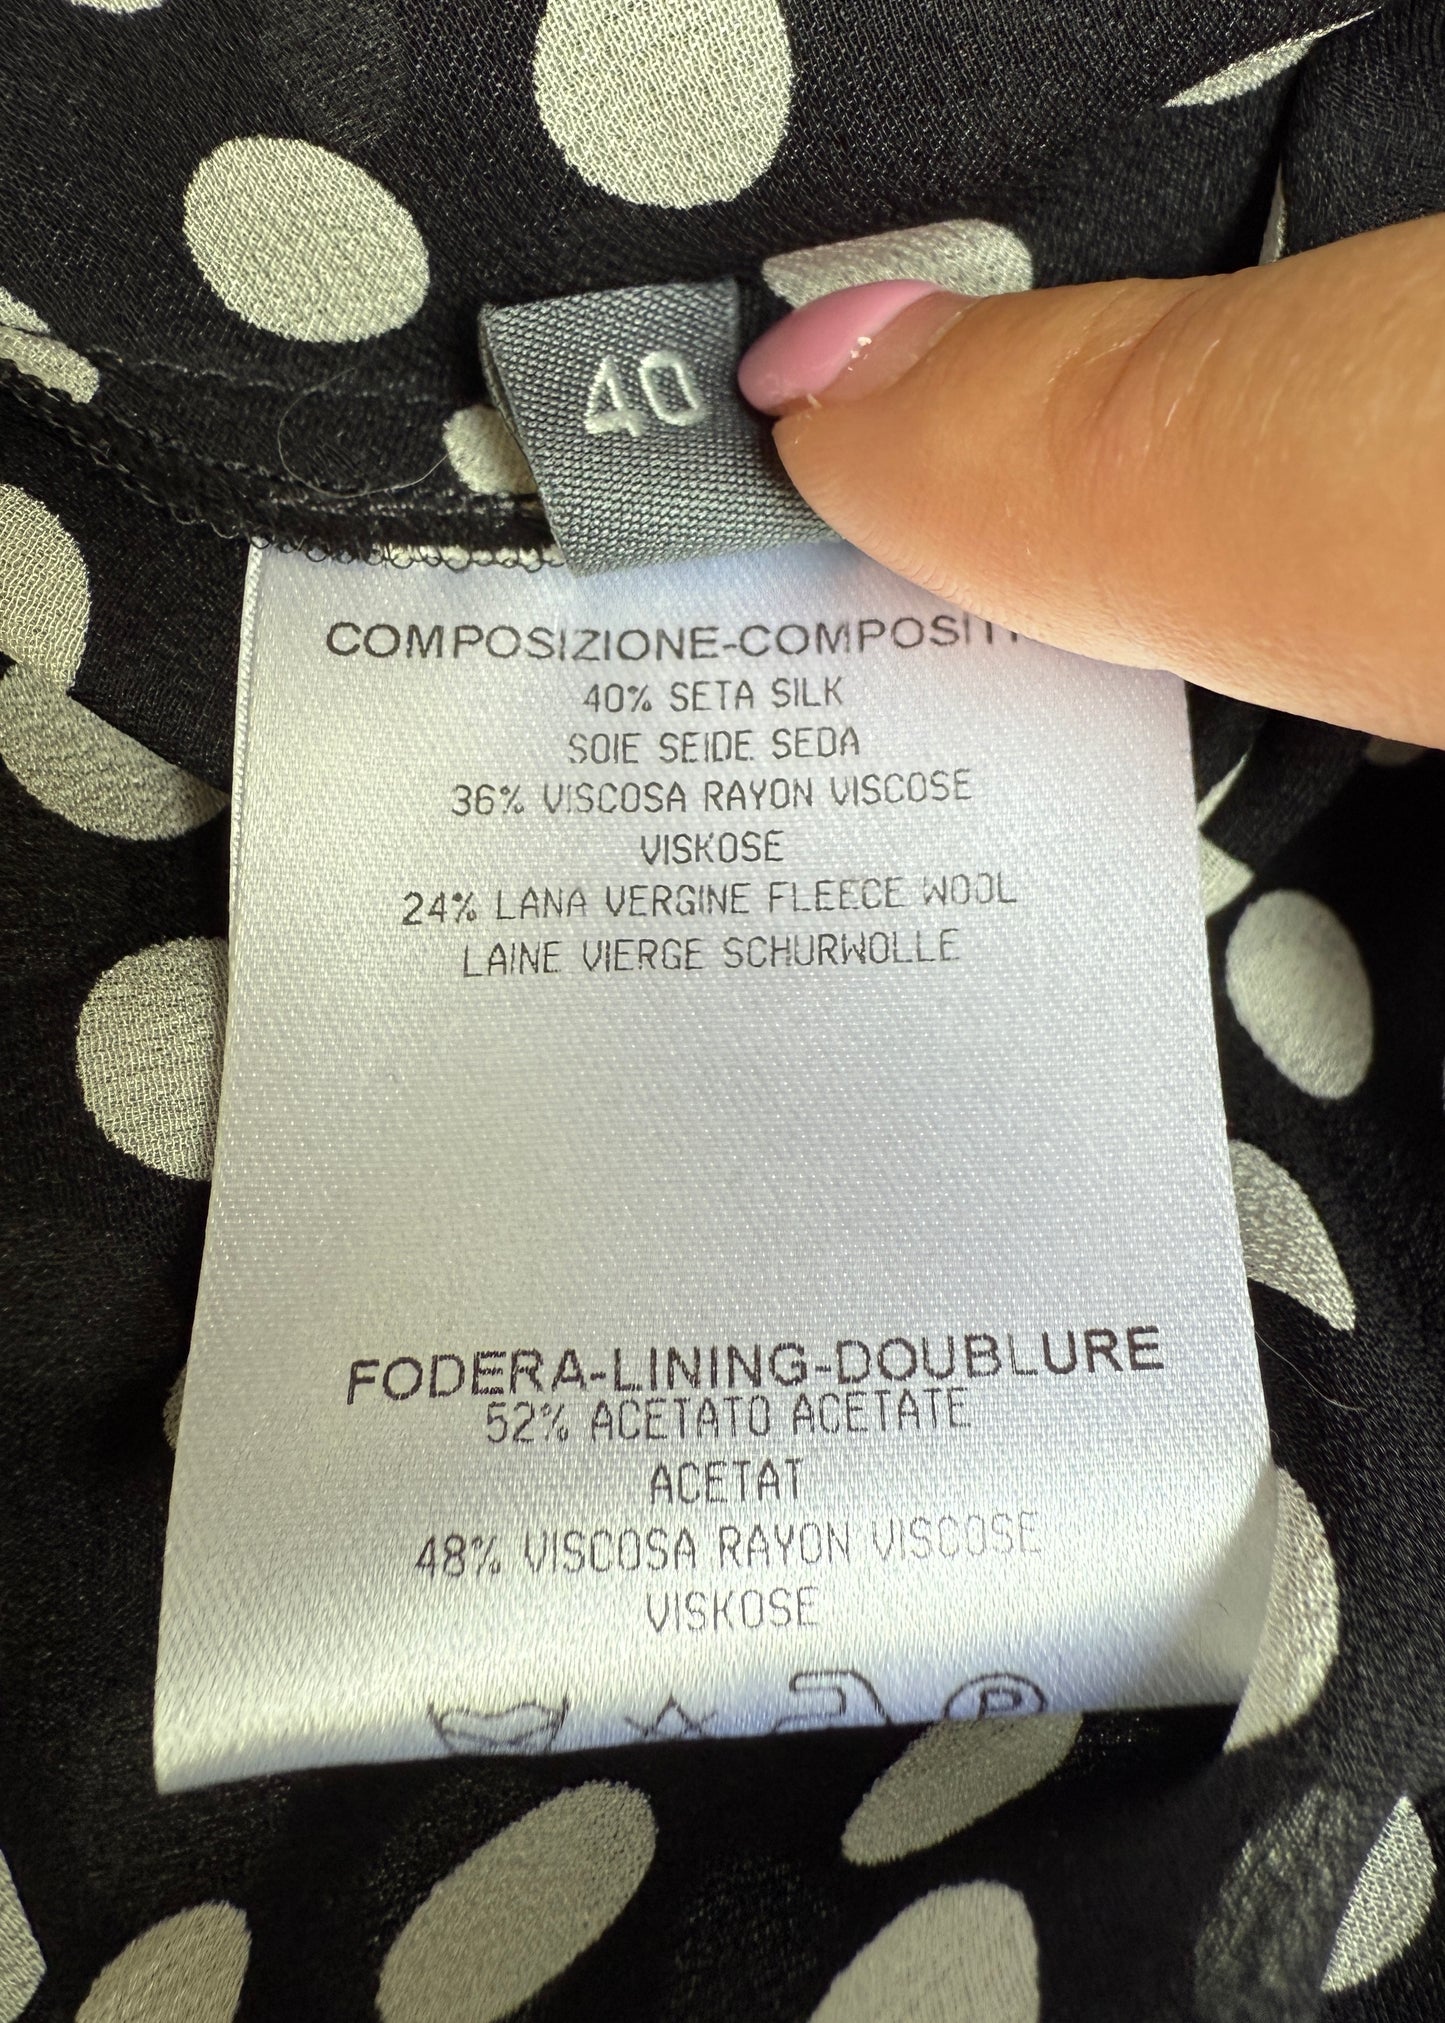 40
COMPOSIZIONE-COMPOSITI
40% SETA SILK
SOIE SEIDE SEDA
36% VISCOSA RAYON VISCOSE
VISKOSE
24% LANA VERGINE FLEECE WOOL
LAINE VIERGE SCHURWOLLE
FODERA-LINING-DOUBLURE
52% ACETATO ACETATE
ACETAT
48% VISCOSA RAYON VISCOSE
VISKOSE
P